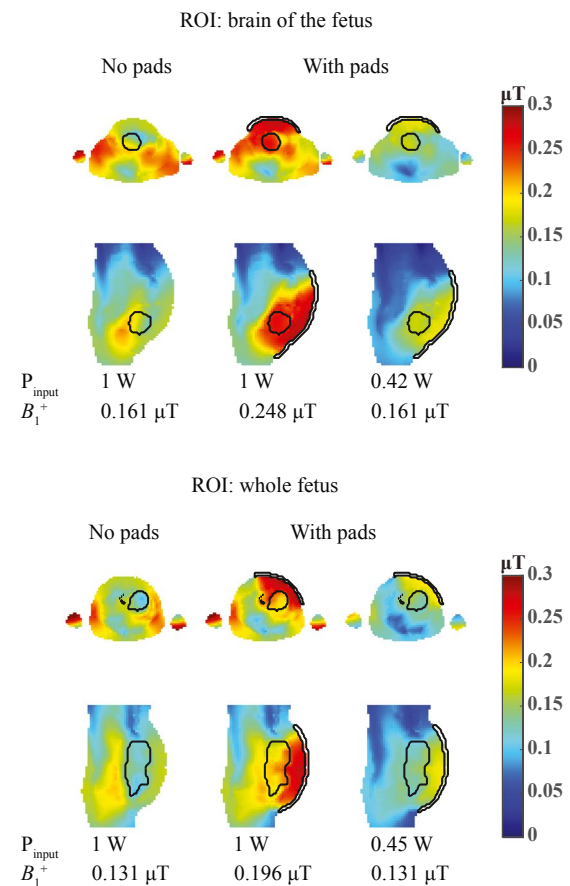 ROI: brain of the fetus
No pads With pads
μT
0.3
0.25
0.2
0.15
0.1
0.05
0
P_input 1 W 1 W 0.42 W
B₁⁺ 0.161 μT 0.248 μT 0.161 μT
ROI: whole fetus
No pads With pads
μT
0.3
0.25
0.2
0.15
0.1
0.05
0
P_input 1 W 1 W 0.45 W
B₁⁺ 0.131 μT 0.196 μT 0.131 μT